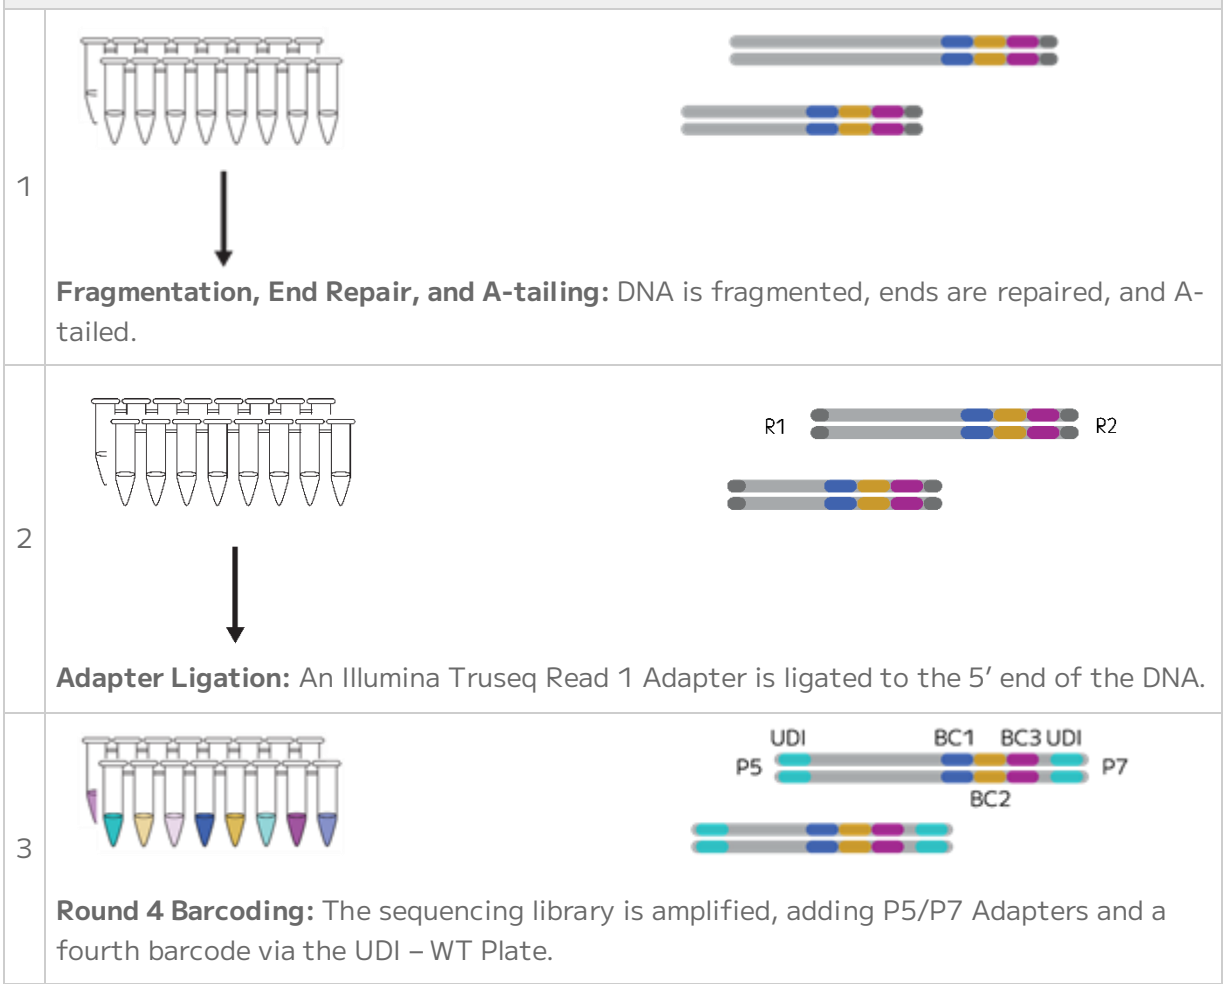 1
Fragmentation, End Repair, and A-tailing: DNA is fragmented, ends are repaired, and A-
tailed.
R1
R2
2
Adapter Ligation: An Illumina Truseq Read 1 Adapter is ligated to the 5’ end of the DNA.
UDI
BC1
BC3 UDI
P5
P7
BC2
3
Round 4 Barcoding: The sequencing library is amplified, adding P5/P7 Adapters and a
fourth barcode via the UDI – WT Plate.